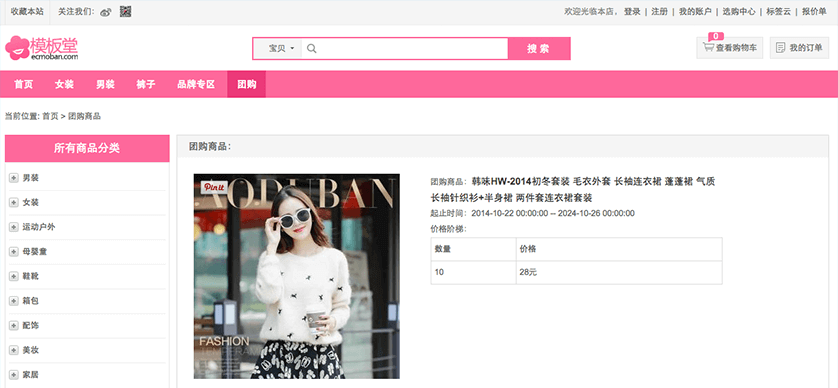 收藏本站 关注我们:
欢迎光临本店, 登录 | 注册 | 我的账户 | 选购中心 | 标签云 | 报价单
模板堂
ecmoban.com
宝贝
搜 索
0
查看购物车
我的订单
首页 女装 男装 裤子 品牌专区 团购
当前位置: 首页 > 团购商品
所有商品分类
男装
女装
运动户外
母婴童
鞋靴
箱包
配饰
美妆
家居
团购商品:
AODUBAN
Pin it
FASHION
TEMPERAM
团购商品: 韩味HW-2014初冬套装 毛衣外套 长袖连衣裙 蓬蓬裙 气质
长袖针织衫+半身裙 两件套连衣裙套装
起止时间: 2014-10-22 00:00:00 -- 2024-10-26 00:00:00
价格阶梯:
数量 价格
10 28元